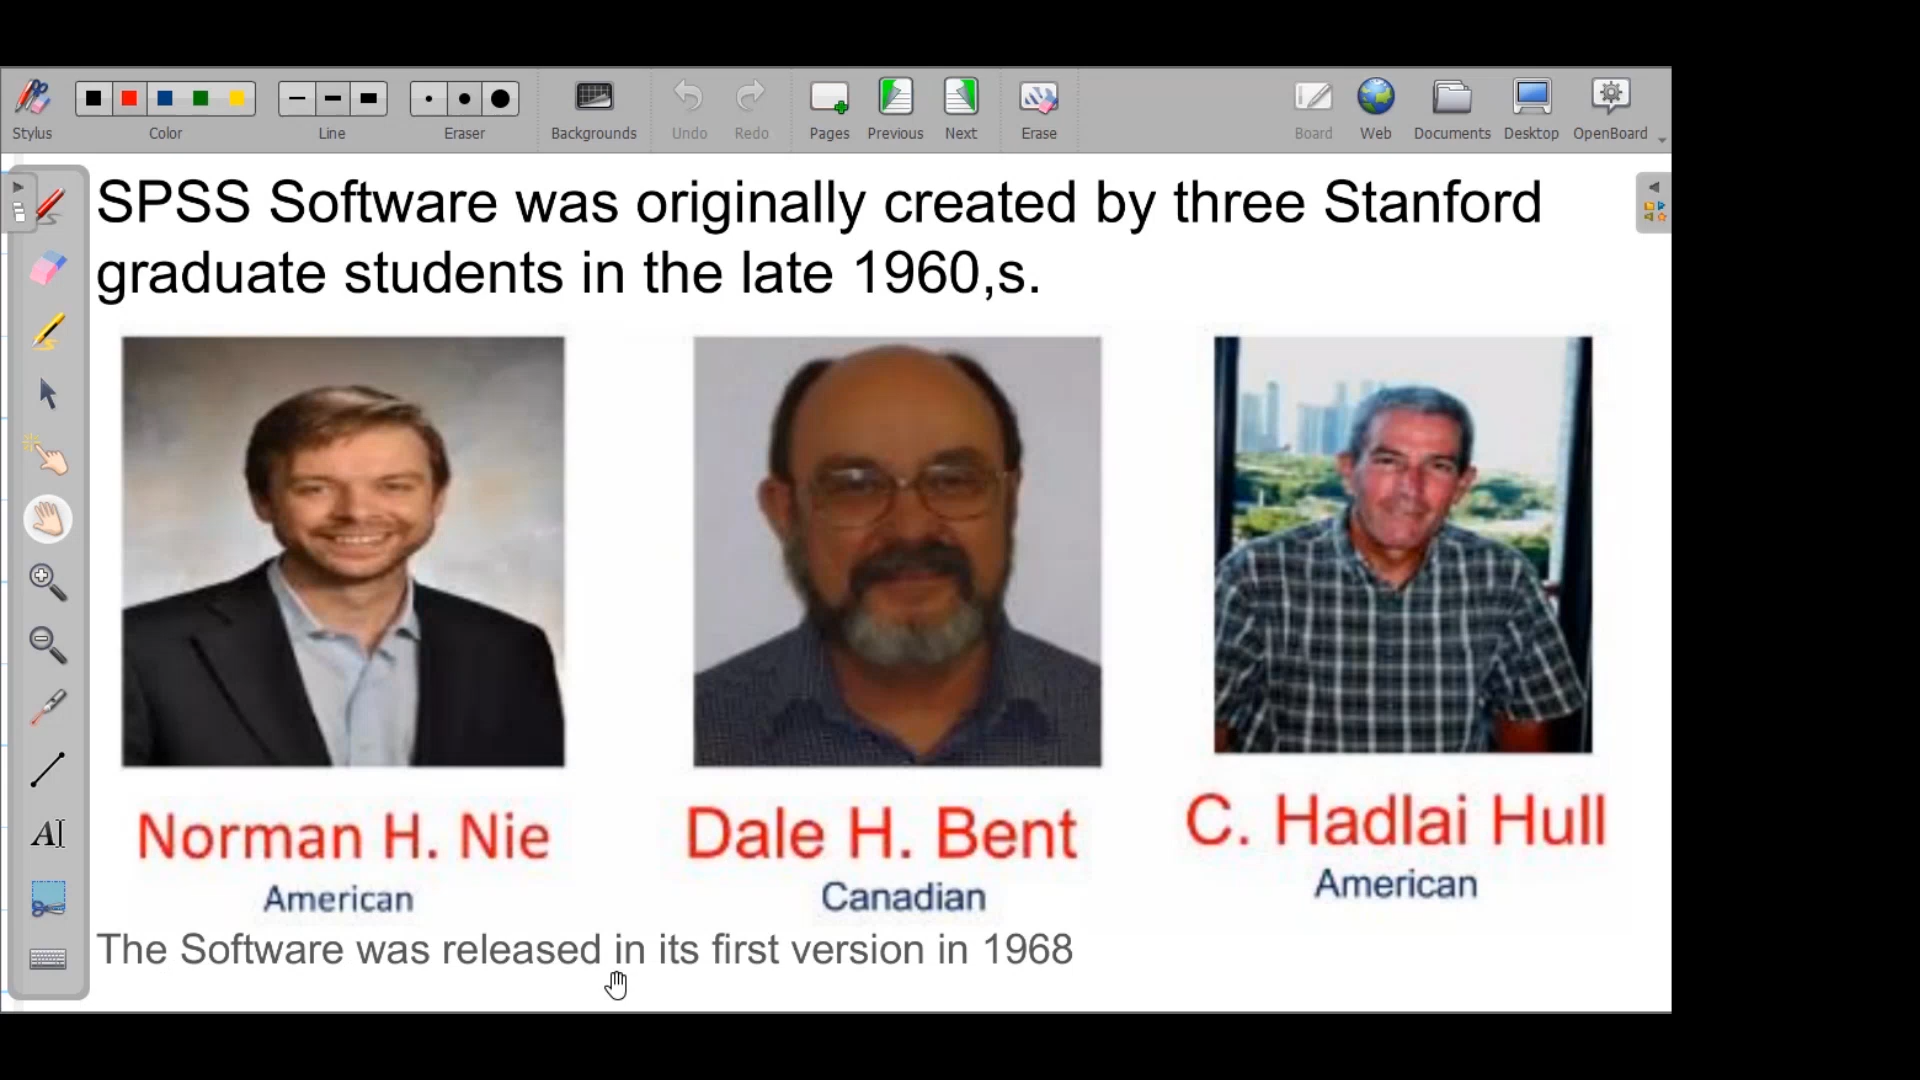 Stylus
Color
Line
Eraser
Backgrounds
Undo
Redo
Pages
Previous
Next
Erase
Board
Web
Documents
Desktop
OpenBoard
SPSS Software was originally created by three Stanford
graduate students in the late 1960,s.
Norman H. Nie
American
Dale H. Bent
Canadian
C. Hadlai Hull
American
The Software was released in its first version in 1968